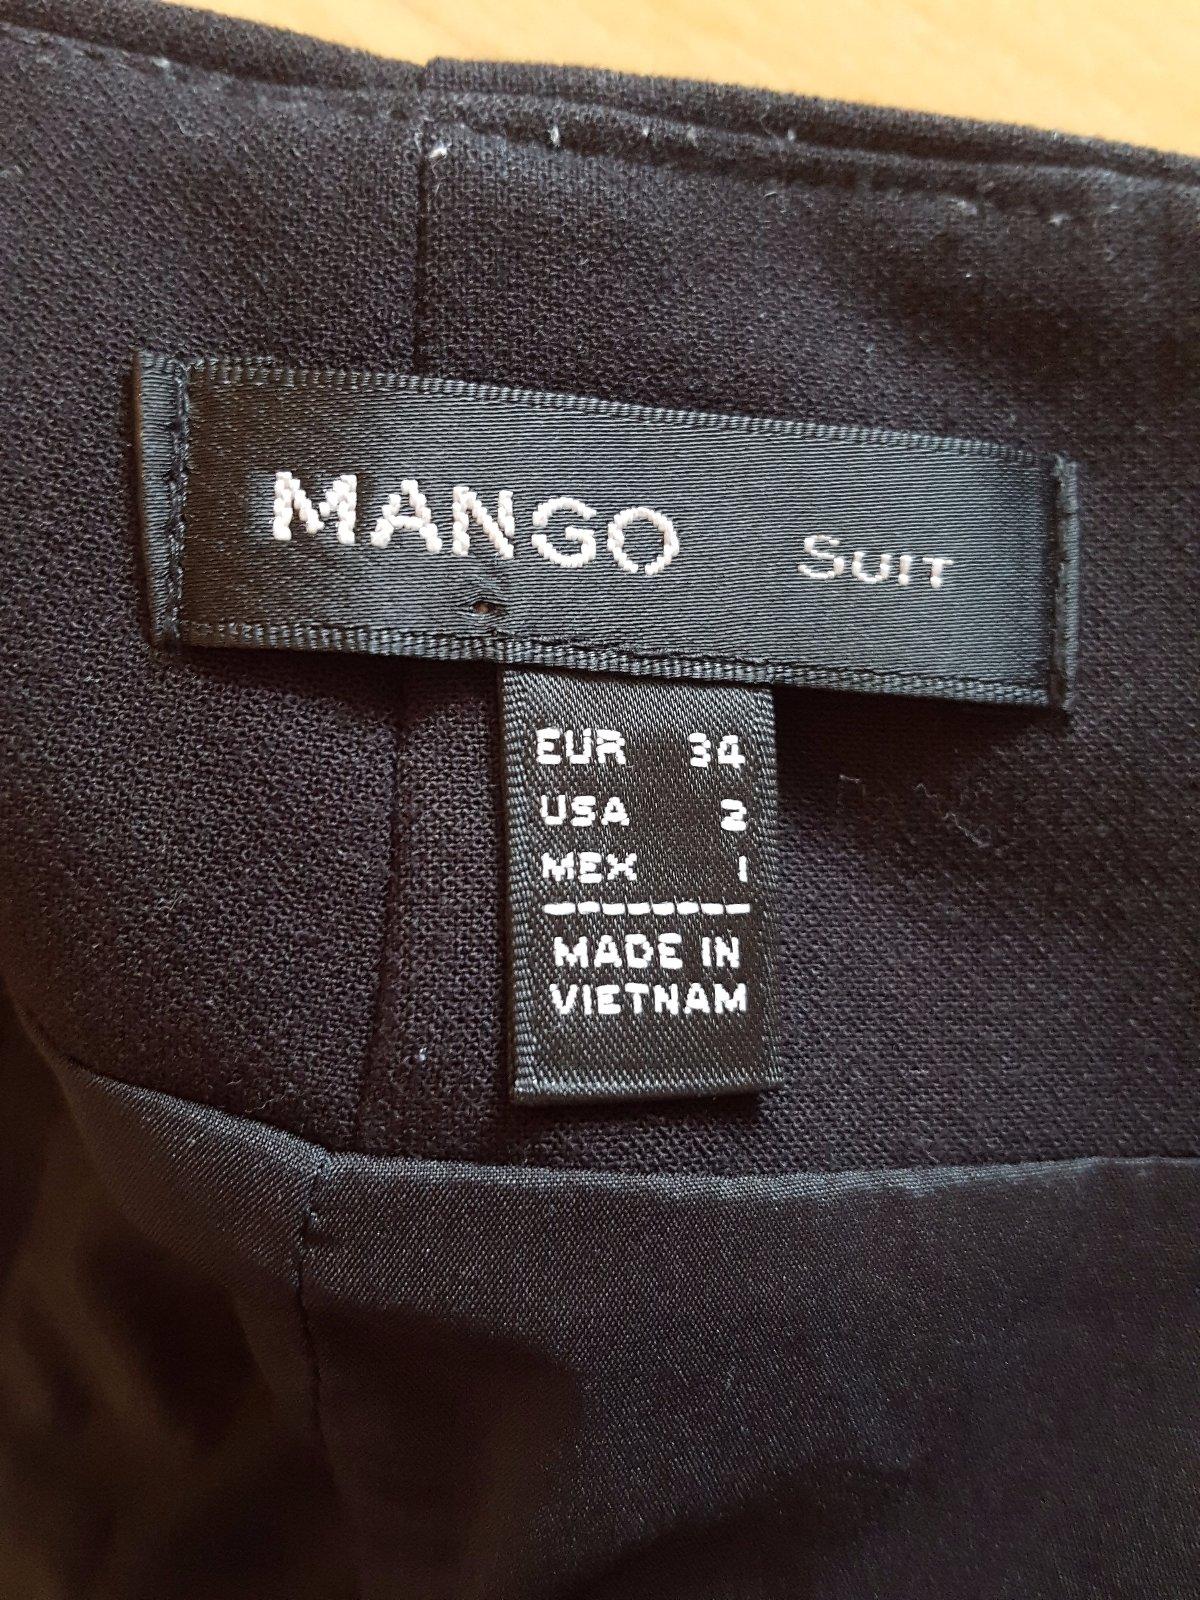 MANGO SUIT
EUR 34
USA 2
MEX 1
MADE IN
VIETNAM